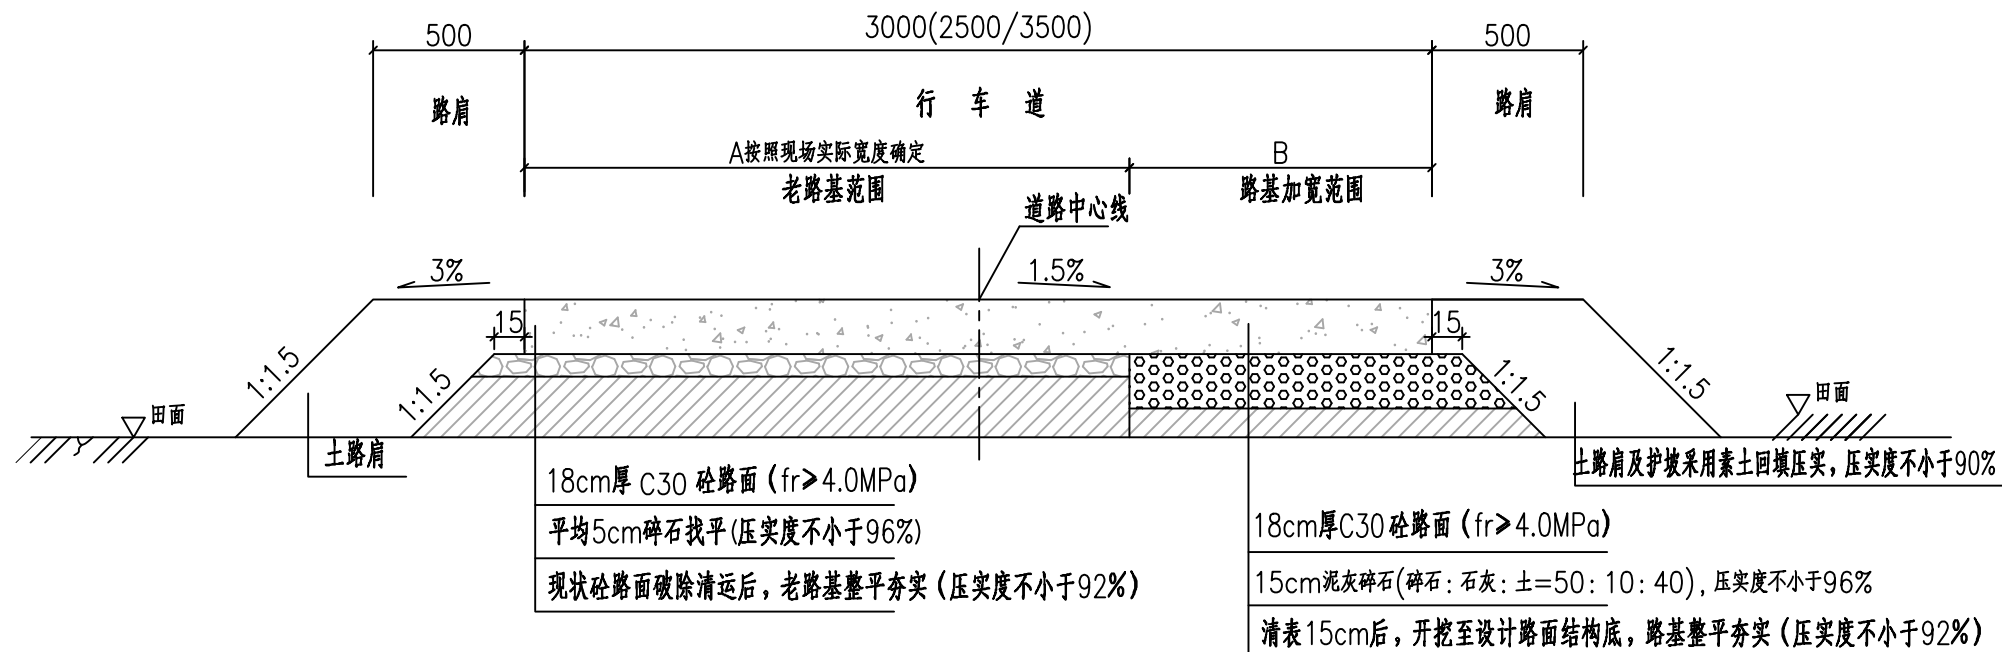 500
3000(2500/3500)
500
路肩
行 车 道
路肩
A按照现场实际宽度确定
B
老路基范围
路基加宽范围
道路中心线
3%
1.5%
3%
15
15
1:1.5
1:1.5
1:1.5
1:1.5
田面
田面
土路肩
土路肩及护坡采用素土回填压实，压实度不小于90%
18cm厚 C30 砼路面（fr≥4.0MPa）
平均5cm碎石找平(压实度不小于96%)
现状砼路面破除清运后，老路基整平夯实（压实度不小于92%）
18cm厚C30砼路面（fr≥4.0MPa）
15cm泥灰碎石(碎石：石灰：土=50：10：40)，压实度不小于96%
清表15cm后，开挖至设计路面结构底，路基整平夯实（压实度不小于92%）